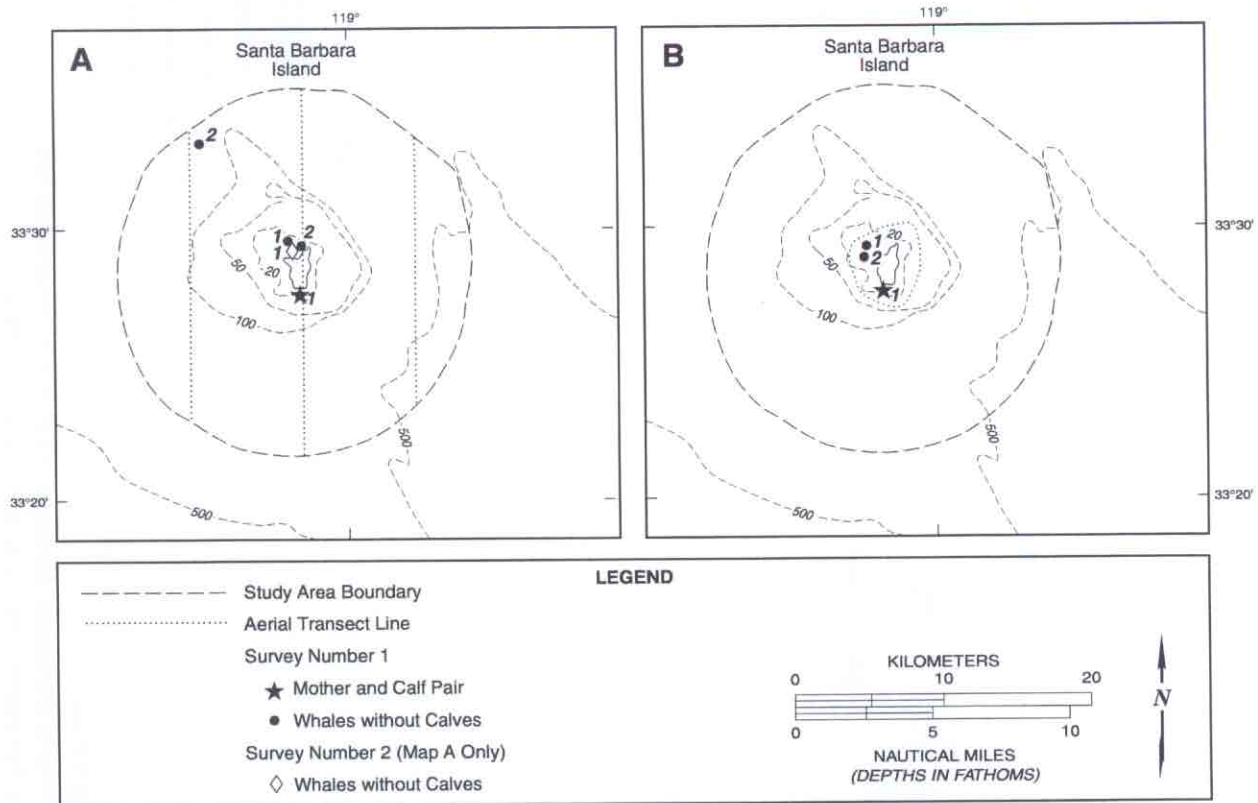 119°
119°
A
Santa Barbara
Island
B
Santa Barbara
Island
2
33°30'
33°30'
1
2
1
20
1
50
100
500
500
33°20'
20
1
2
1
50
100
500
500
33°20'
LEGEND
Study Area Boundary
Aerial Transect Line
Survey Number 1
Mother and Calf Pair
Whales without Calves
Survey Number 2 (Map A Only)
Whales without Calves
KILOMETERS
0 10 20
0 5 10
NAUTICAL MILES
(DEPTHS IN FATHOMS)
N